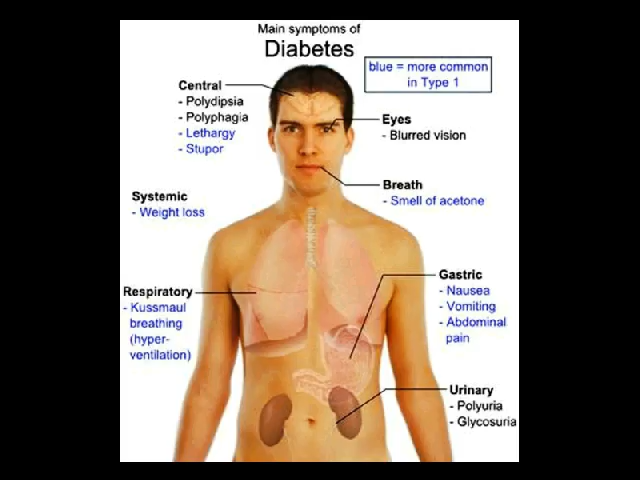 Main symptoms of
Diabetes
blue = more common
in Type 1
Central
- Polydipsia
- Polyphagia
- Lethargy
- Stupor
Eyes
- Blurred vision
Breath
- Smell of acetone
Systemic
- Weight loss
Gastric
- Nausea
- Vomiting
- Abdominal
pain
Respiratory
- Kussmaul
breathing
(hyper-
ventilation)
Urinary
- Polyuria
- Glycosuria